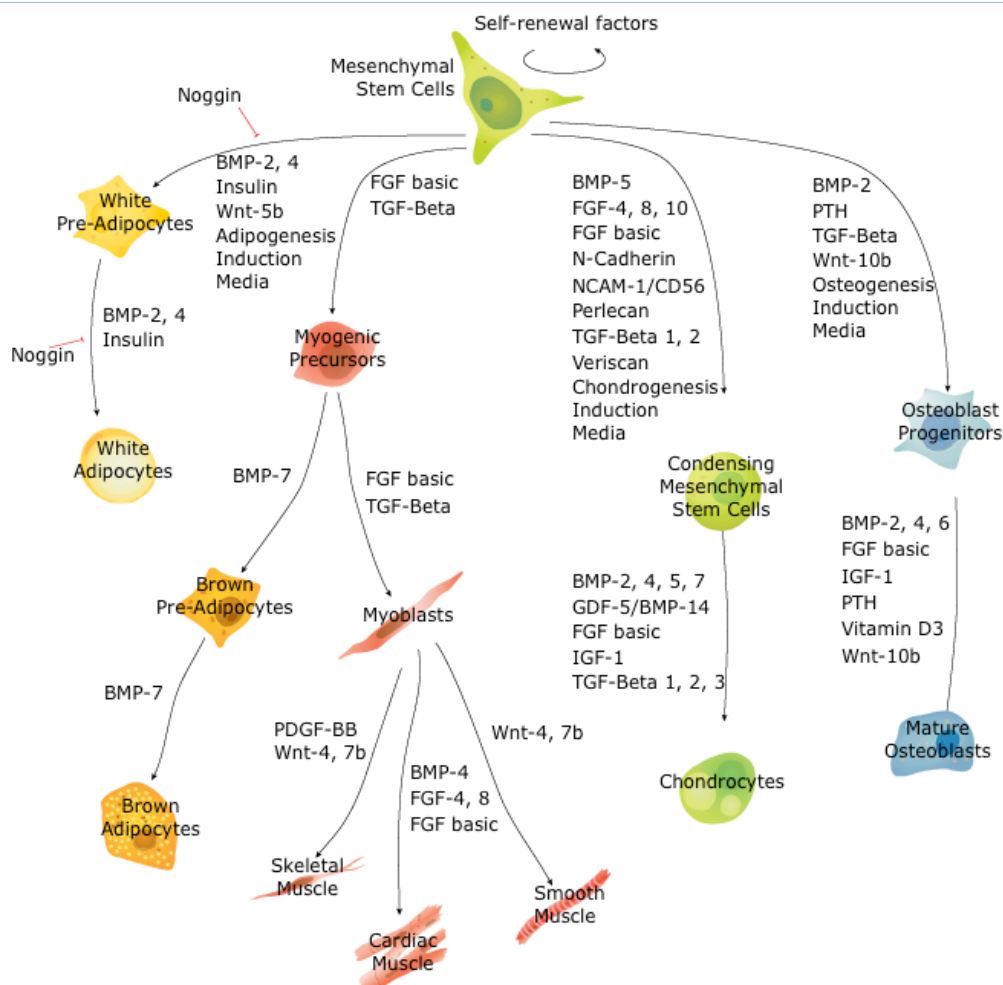 Self-renewal factors
Mesenchymal
Stem Cells
Noggin
BMP-2, 4
Insulin
Wnt-5b
Adipogenesis
Induction
Media
FGF basic
TGF-Beta
BMP-5
FGF-4, 8, 10
FGF basic
N-Cadherin
NCAM-1/CD56
Perlecan
TGF-Beta 1, 2
Veriscan
Chondrogenesis
Induction
Media
BMP-2
PTH
TGF-Beta
Wnt-10b
Osteogenesis
Induction
Media
White
Pre-Adipocytes
BMP-2, 4
Insulin
Noggin
Myogenic
Precursors
White
Adipocytes
Osteoblast
Progenitors
Condensing
Mesenchymal
Stem Cells
BMP-7
FGF basic
TGF-Beta
BMP-2, 4, 6
FGF basic
IGF-1
PTH
Vitamin D3
Wnt-10b
Brown
Pre-Adipocytes
Myoblasts
BMP-2, 4, 5, 7
GDF-5/BMP-14
FGF basic
IGF-1
TGF-Beta 1, 2, 3
BMP-7
PDGF-BB
Wnt-4, 7b
BMP-4
FGF-4, 8
FGF basic
Wnt-4, 7b
Mature
Osteoblasts
Chondrocytes
Brown
Adipocytes
Skeletal
Muscle
Cardiac
Muscle
Smooth
Muscle